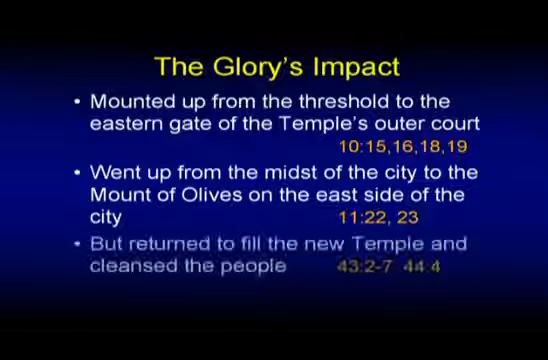 The Glory's Impact
• Mounted up from the threshold to the
eastern gate of the Temple's outer court
10:15,16,18,19
• Went up from the midst of the city to the
Mount of Olives on the east side of the
city 11:22, 23
• But returned to fill the new Temple and
cleansed the people 43:2-7 44:4